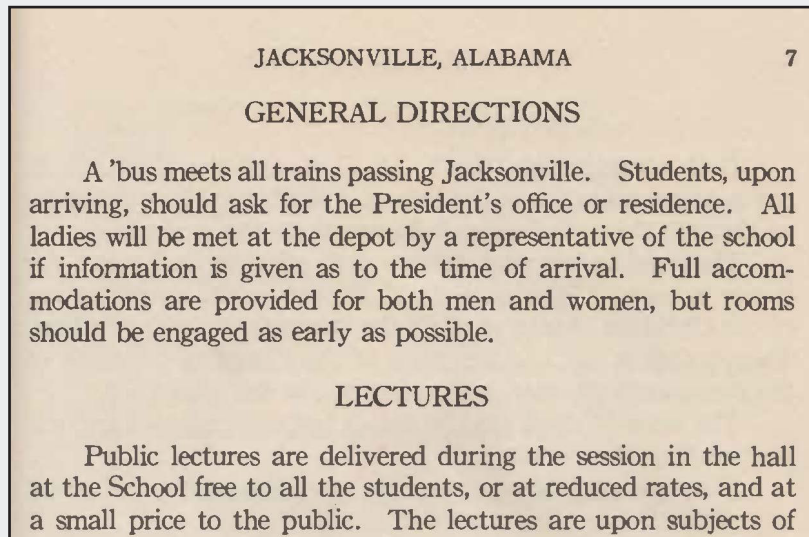 JACKSONVILLE, ALABAMA 7
GENERAL DIRECTIONS
A 'bus meets all trains passing Jacksonville. Students, upon
arriving, should ask for the President's office or residence. All
ladies will be met at the depot by a representative of the school
if information is given as to the time of arrival. Full accom-
modations are provided for both men and women, but rooms
should be engaged as early as possible.
LECTURES
Public lectures are delivered during the session in the hall
at the School free to all the students, or at reduced rates, and at
a small price to the public. The lectures are upon subjects of